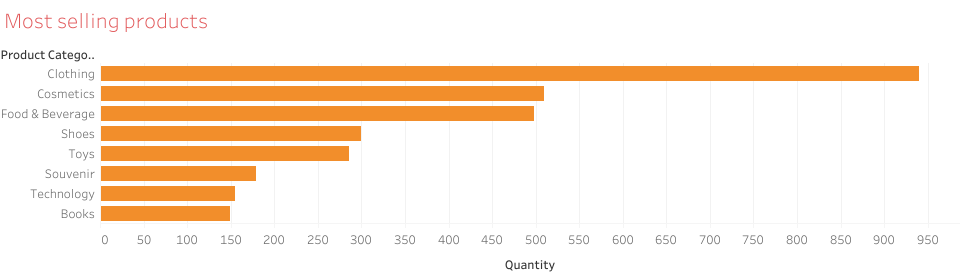 Most selling products
Product Catego..
Clothing
Cosmetics
Food & Beverage
Shoes
Toys
Souvenir
Technology
Books
0 50 100 150 200 250 300 350 400 450 500 550 600 650 700 750 800 850 900 950
Quantity